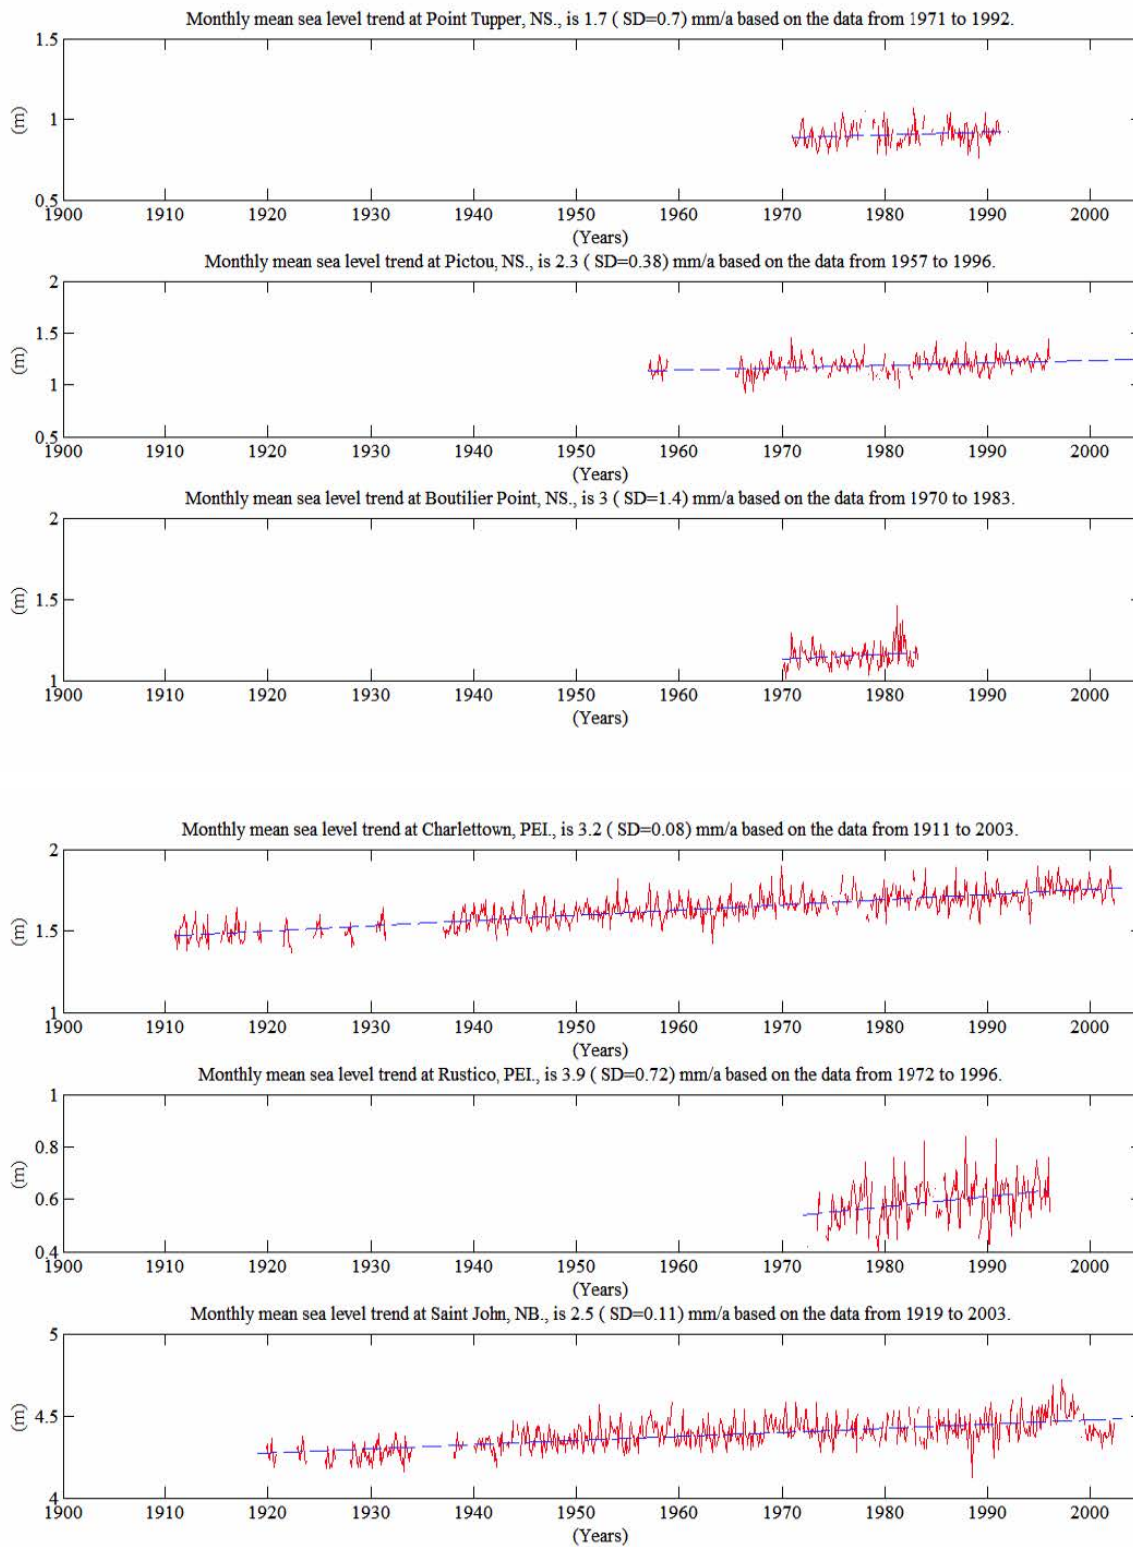 Monthly mean sea level trend at Point Tupper, NS., is 1.7 ( SD=0.7) mm/a based on the data from 1971 to 1992.
1.5
(m)
1
0.5
1900 1910 1920 1930 1940 1950 1960 1970 1980 1990 2000
(Years)
Monthly mean sea level trend at Pictou, NS., is 2.3 ( SD=0.38) mm/a based on the data from 1957 to 1996.
2
1.5
(m)
1
0.5
1900 1910 1920 1930 1940 1950 1960 1970 1980 1990 2000
(Years)
Monthly mean sea level trend at Boutilier Point, NS., is 3 ( SD=1.4) mm/a based on the data from 1970 to 1983.
2
(m)
1.5
1
1900 1910 1920 1930 1940 1950 1960 1970 1980 1990 2000
(Years)
Monthly mean sea level trend at Charlettown, PEI., is 3.2 ( SD=0.08) mm/a based on the data from 1911 to 2003.
2
(m)
1.5
1
1900 1910 1920 1930 1940 1950 1960 1970 1980 1990 2000
(Years)
Monthly mean sea level trend at Rustico, PEI., is 3.9 ( SD=0.72) mm/a based on the data from 1972 to 1996.
1
0.8
(m)
0.6
0.4
1900 1910 1920 1930 1940 1950 1960 1970 1980 1990 2000
(Years)
Monthly mean sea level trend at Saint John, NB., is 2.5 ( SD=0.11) mm/a based on the data from 1919 to 2003.
5
(m)
4.5
4
1900 1910 1920 1930 1940 1950 1960 1970 1980 1990 2000
(Years)